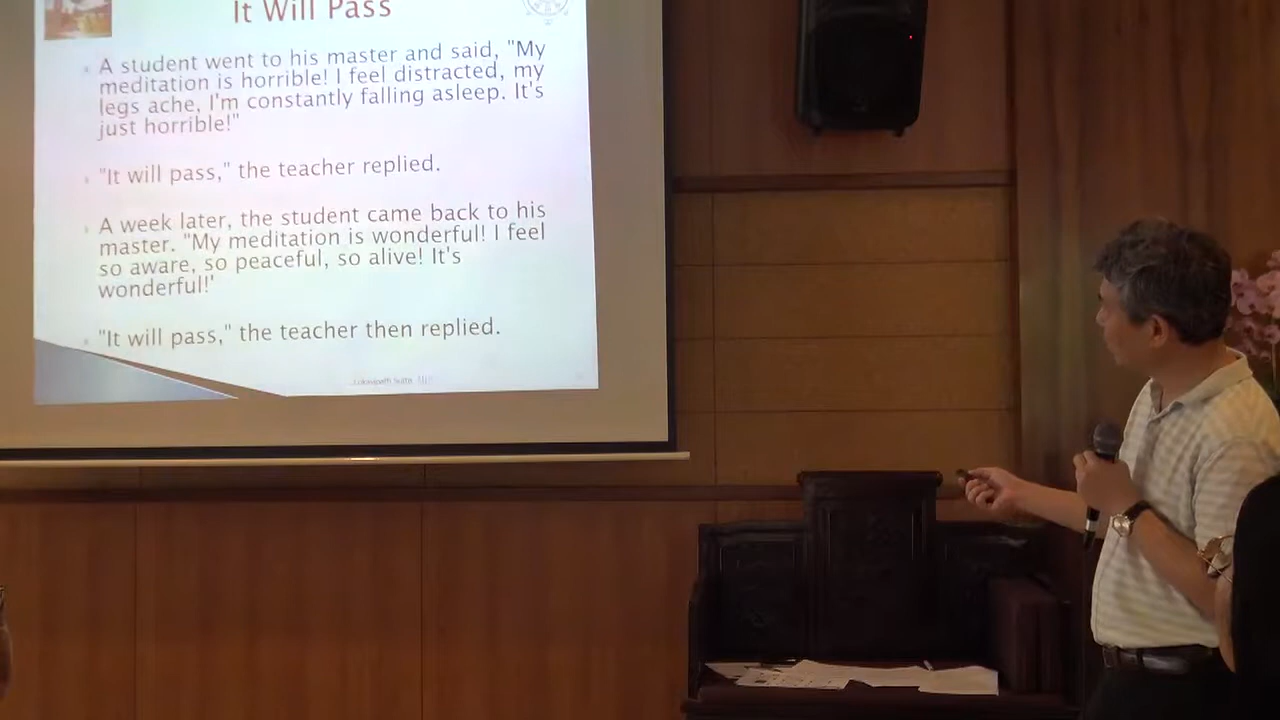 It Will Pass
A student went to his master and said, "My
meditation is horrible! I feel distracted, my
legs ache, I'm constantly falling asleep. It's
just horrible!"
"It will pass," the teacher replied.
A week later, the student came back to his
master. "My meditation is wonderful! I feel
so aware, so peaceful, so alive! It's
wonderful!'
"It will pass," the teacher then replied.